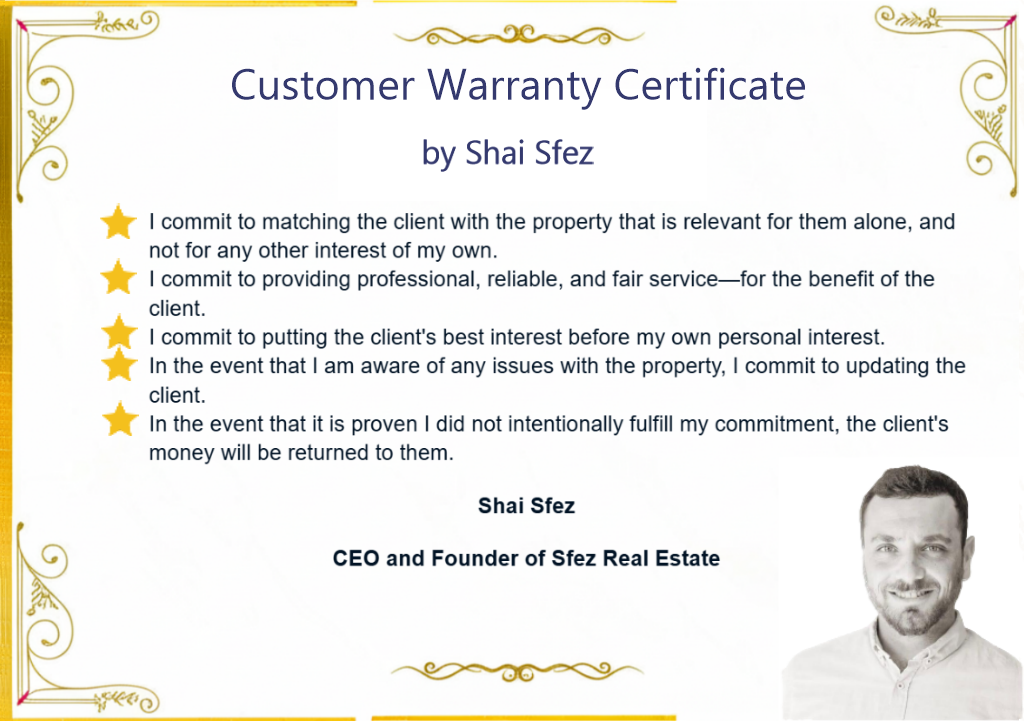 Customer Warranty Certificate
by Shai Sfez
I commit to matching the client with the property that is relevant for them alone, and
not for any other interest of my own.
I commit to providing professional, reliable, and fair service—for the benefit of the
client.
I commit to putting the client's best interest before my own personal interest.
In the event that I am aware of any issues with the property, I commit to updating the
client.
In the event that it is proven I did not intentionally fulfill my commitment, the client's
money will be returned to them.
Shai Sfez
CEO and Founder of Sfez Real Estate